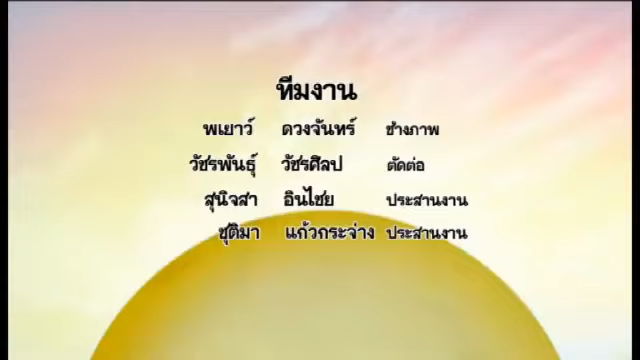 ทีมงาน
พเยาว์ ดวงจันทร์ ช่างภาพ
วัชรพันธุ์ วัชรศิลป ตัดต่อ
สุนิจสา อินไชย ประสานงาน
ชุติมา แก้วกระจ่าง ประสานงาน